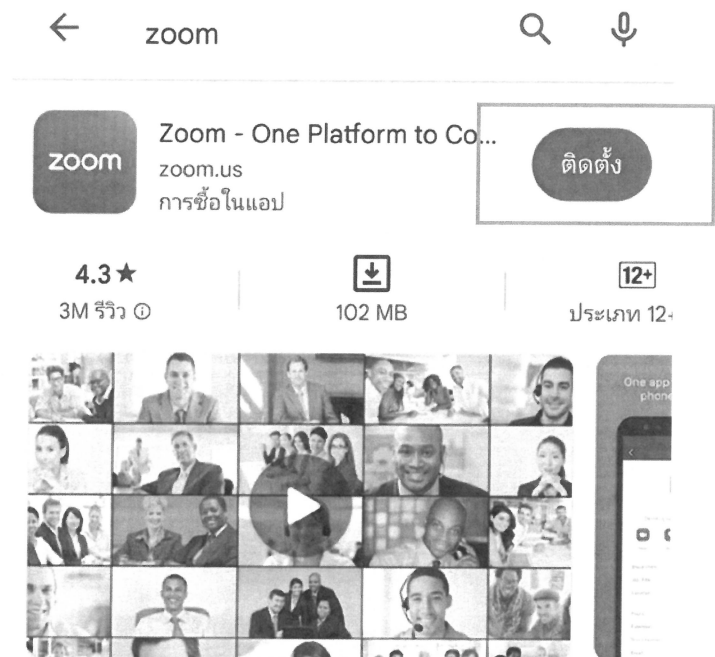 zoom
zoom
Zoom - One Platform to Co...
zoom.us
การซื้อในแอป
ติดตั้ง
4.3★
3M รีวิว
102 MB
12+
ประเภท 12+
One app
phone